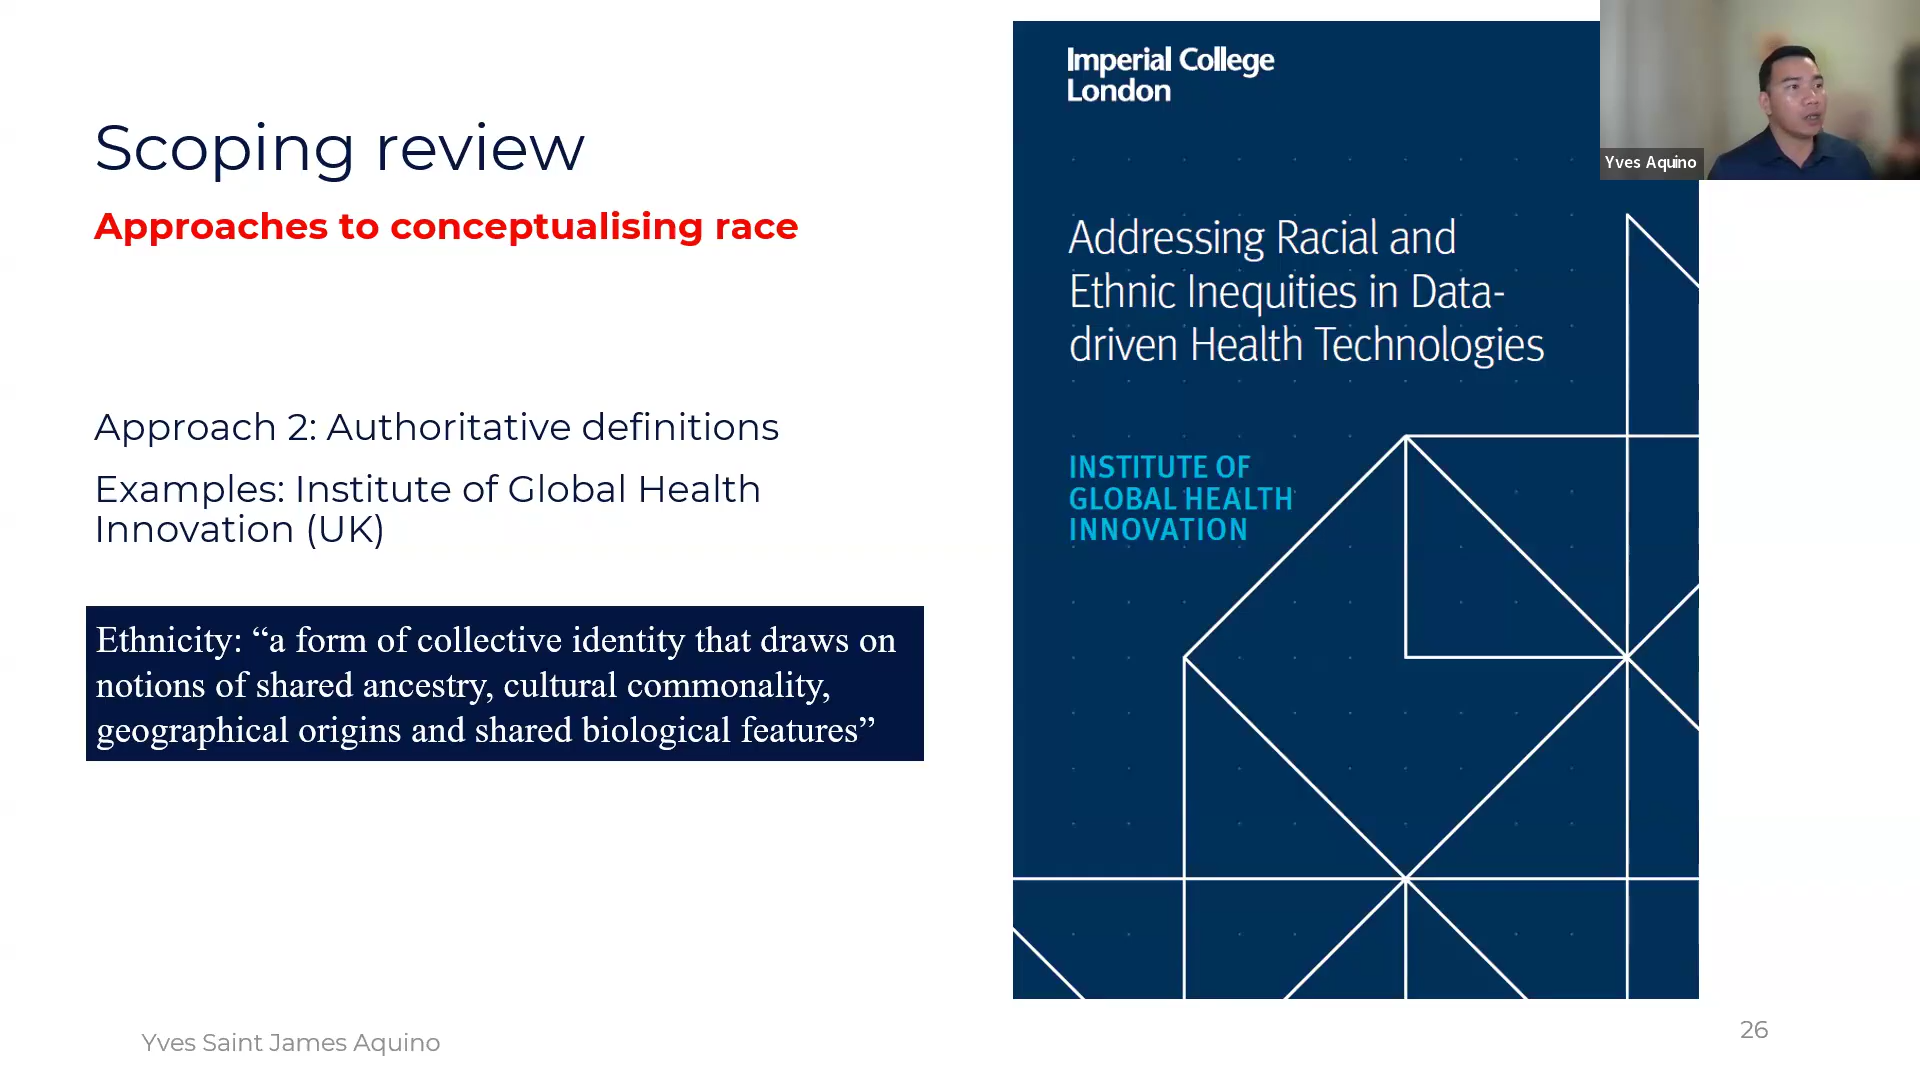 Scoping review
Approaches to conceptualising race
Approach 2: Authoritative definitions
Examples: Institute of Global Health
Innovation (UK)
Ethnicity: “a form of collective identity that draws on
notions of shared ancestry, cultural commonality,
geographical origins and shared biological features”
Imperial College
London
Addressing Racial and
Ethnic Inequities in Data-
driven Health Technologies
INSTITUTE OF
GLOBAL HEALTH
INNOVATION
Yves Aquino
Yves Saint James Aquino
26